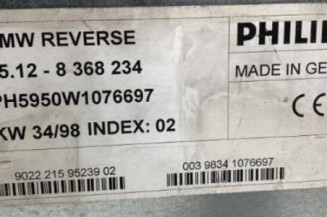 MW REVERSE
PHILI
5.12 - 8 368 234
MADE IN GE
PH5950W1076697
KW 34/98 INDEX: 02
CE
9022 215 95239 02
003 9834 1076697